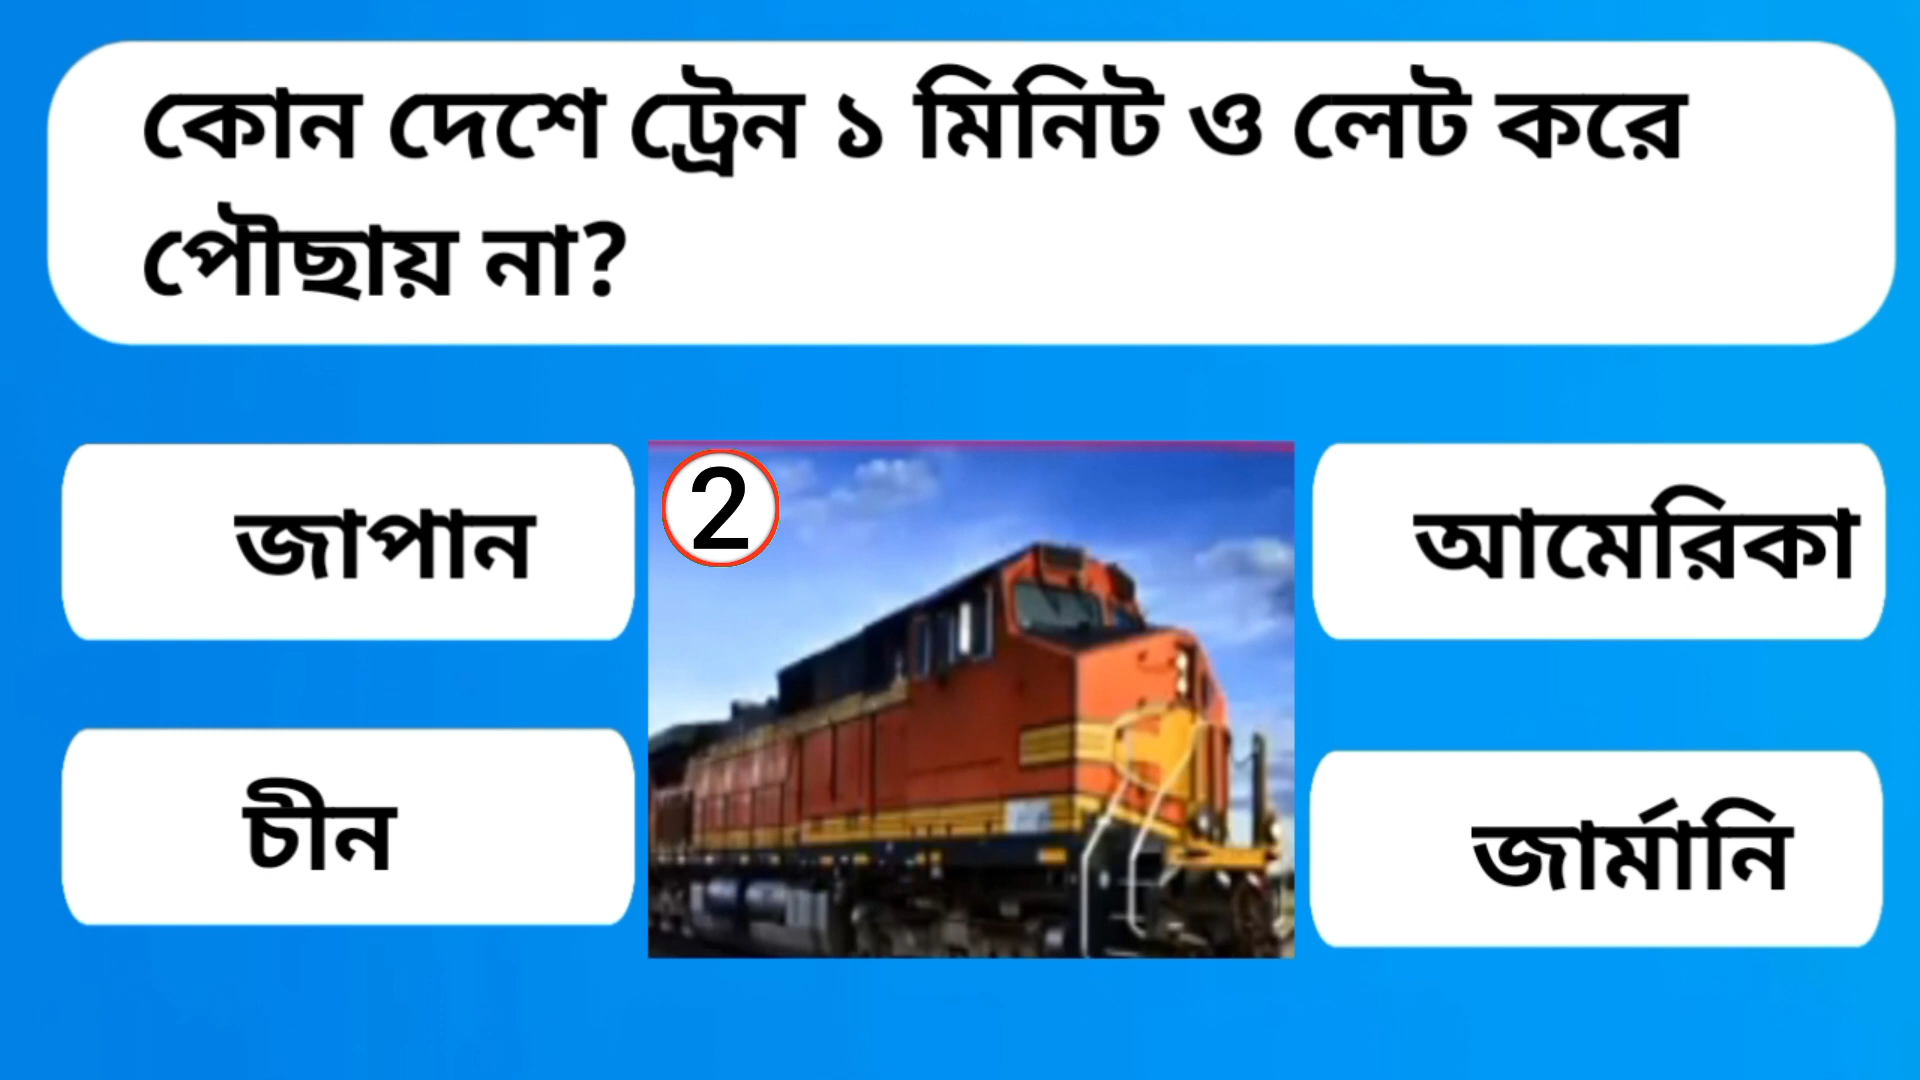 কোন দেশে ট্রেন ১ মিনিট ও লেট করে
পৌছায় না?
জাপান
2
আমেরিকা
চীন
জার্মানি